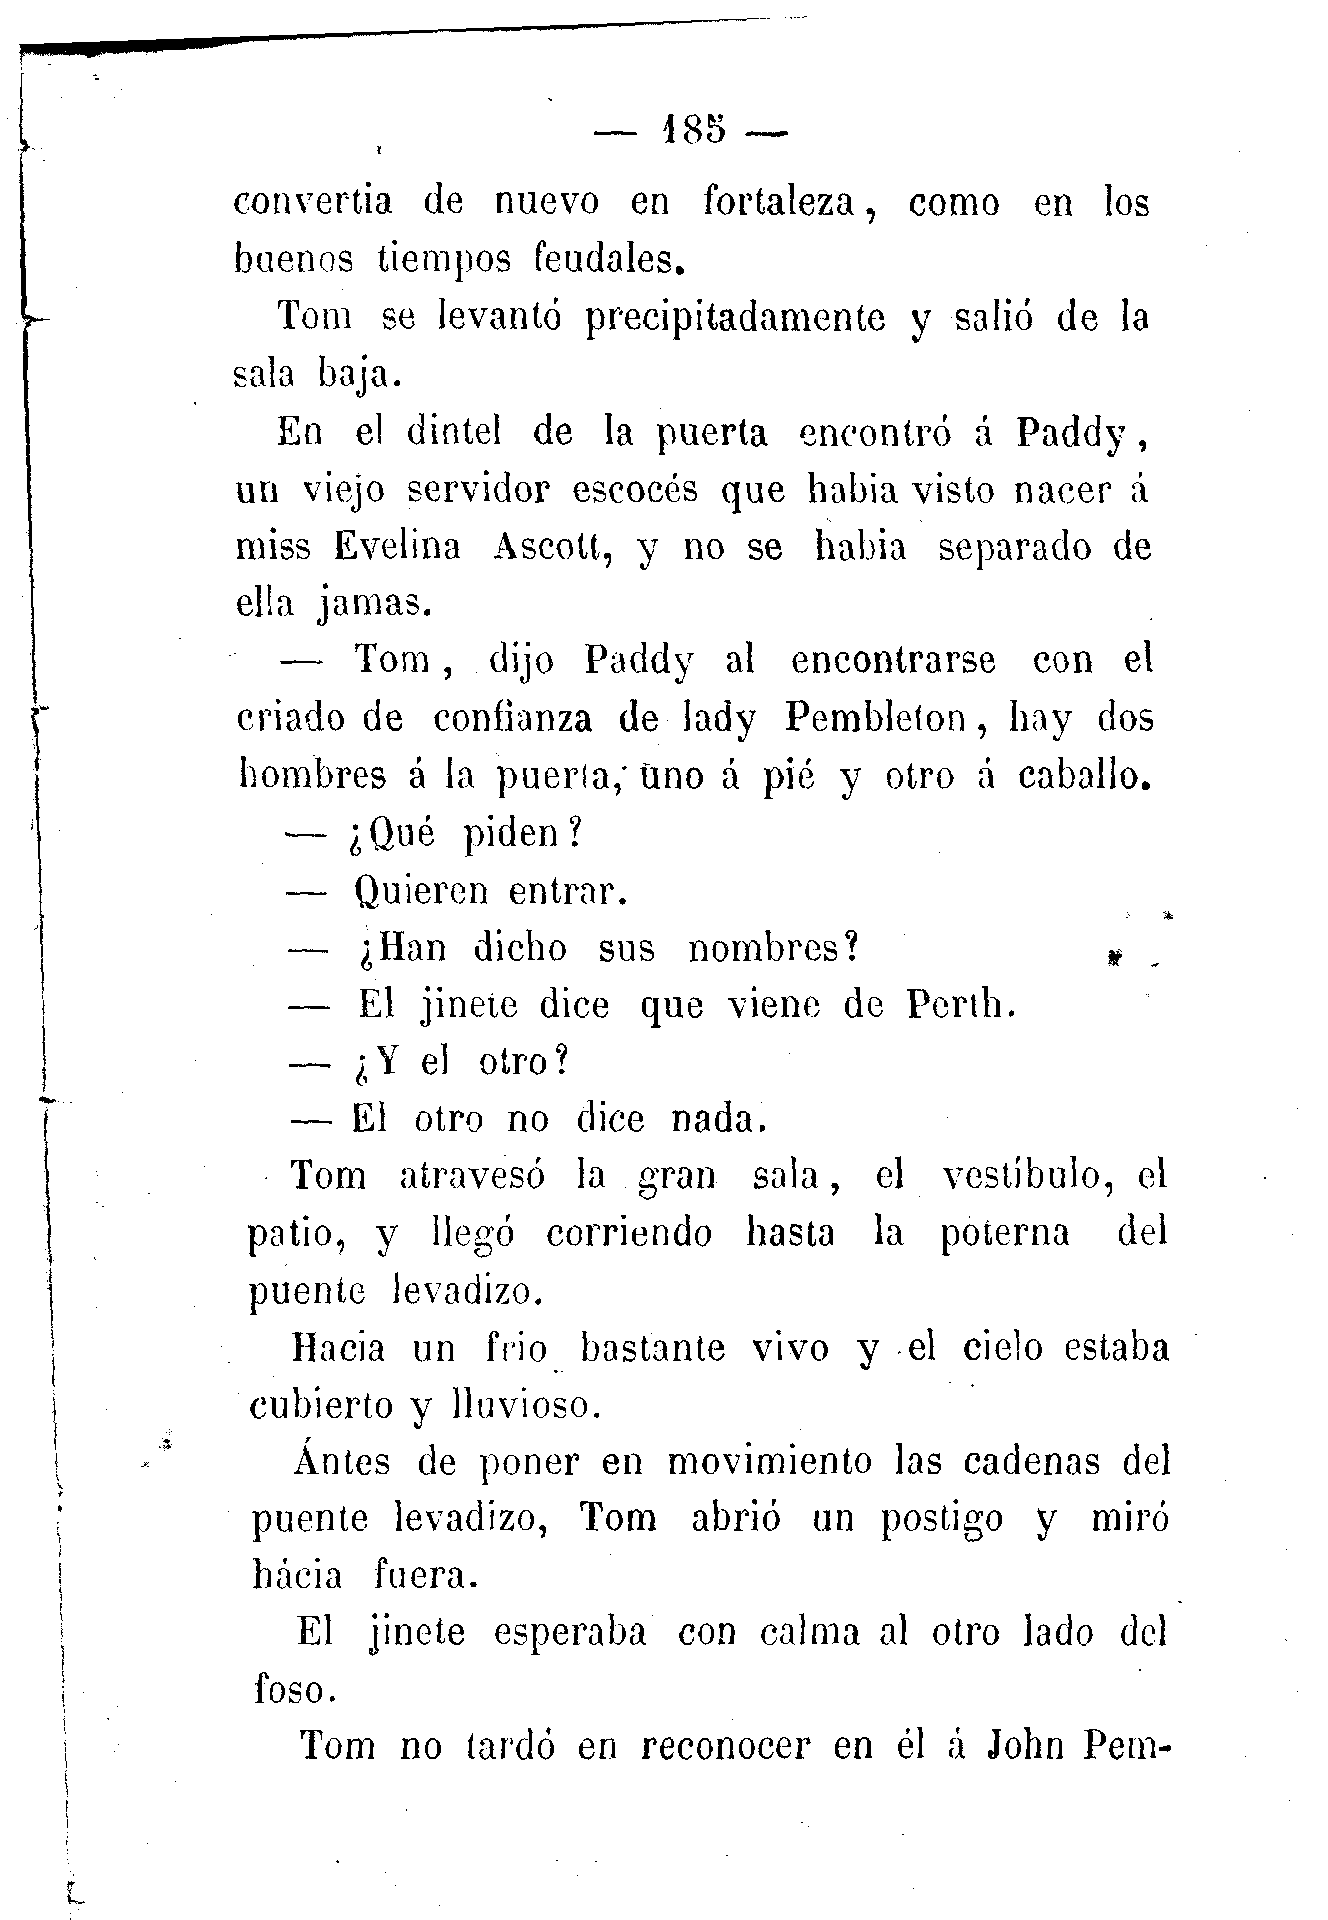 — 185 —
convertia de nuevo en fortaleza, como en los
buenos tiempos feudales.
Tom se levantó precipitadamente y salió de la
sala baja.
En el dintel de la puerta encontró á Paddy,
un viejo servidor escocés que habia visto nacer á
miss Evelina Ascott, y no se habia separado de
ella jamas.
— Tom, dijo Paddy al encontrarse con el
criado de confianza de lady Pembleton, hay dos
hombres á la puerta, uno á pié y otro á caballo.
— ¿Qué piden?
— Quieren entrar.
— ¿Han dicho sus nombres?
— El jinete dice que viene de Perth.
— ¿Y el otro?
— El otro no dice nada.
Tom atravesó la gran sala, el vestíbulo, el
patio, y llegó corriendo hasta la poterna del
puente levadizo.
Hacia un frio bastante vivo y el cielo estaba
cubierto y lluvioso.
Ántes de poner en movimiento las cadenas del
puente levadizo, Tom abrió un postigo y miró
hácia fuera.
El jinete esperaba con calma al otro lado del
foso.
Tom no tardó en reconocer en él á John Pem-